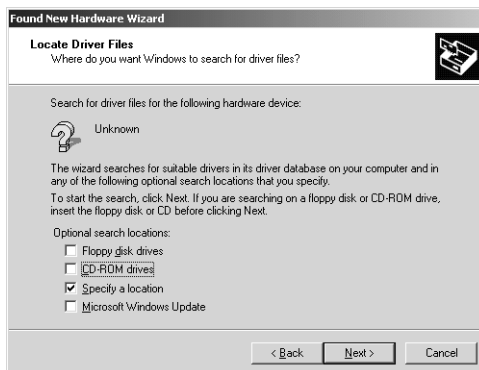 Found New Hardware Wizard
Locate Driver Files
Where do you want Windows to search for driver files?
Search for driver files for the following hardware device:
Unknown
The wizard searches for suitable drivers in its driver database on your computer and in
any of the following optional search locations that you specify.
To start the search, click Next. If you are searching on a floppy disk or CD-ROM drive,
insert the floppy disk or CD before clicking Next.
Optional search locations:
Floppy disk drives
CD-ROM drives
Specify a location
Microsoft Windows Update
< Back Next > Cancel